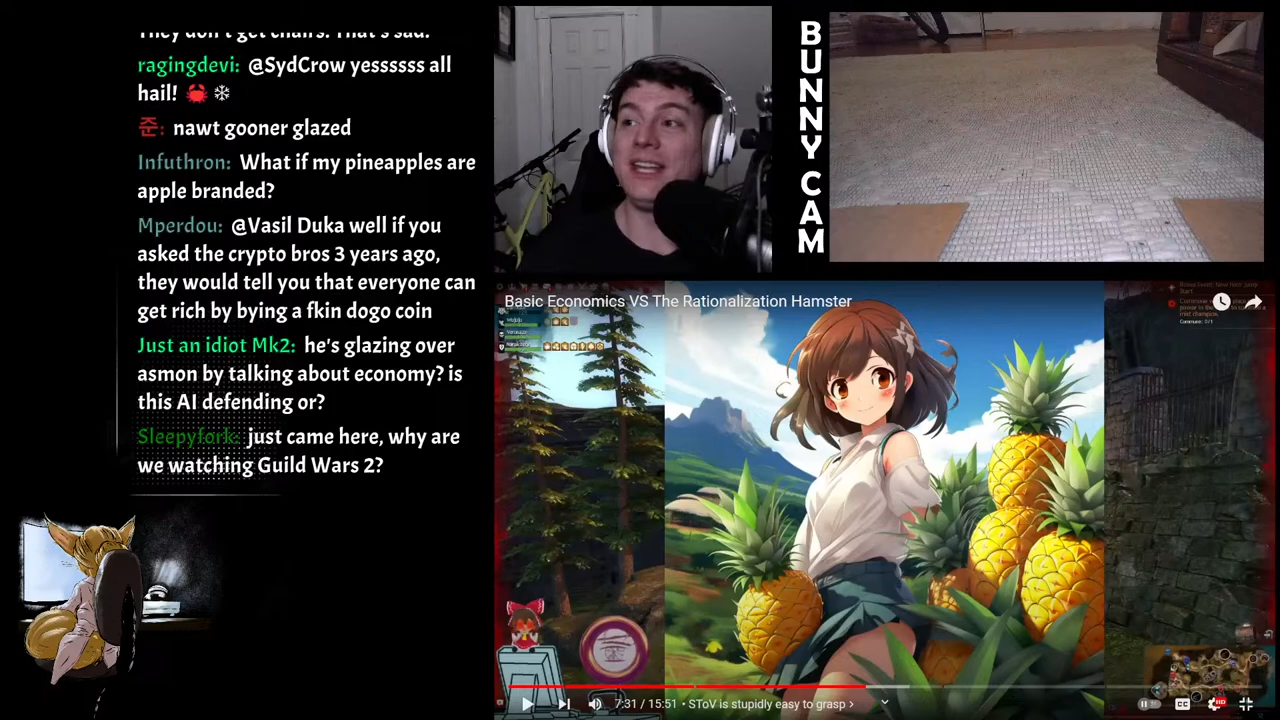 They don't get chairs. That's sad.
ragingdevi: @SydCrow yessssss all
hail! 🦀 ❄
준: nawt gooner glazed
Infuthron: What if my pineapples are
apple branded?
Mperdou: @Vasil Duka well if you
asked the crypto bros 3 years ago,
they would tell you that everyone can
get rich by bying a fkin dogo coin
Just an idiot Mk2: he's glazing over
asmon by talking about economy? is
this AI defending or?
Sleepyfork: just came here, why are
we watching Guild Wars 2?
BUNNY CAM
Basic Economics VS The Rationalization Hamster
7:31 / 15:51 • SToV is stupidly easy to grasp ›
CC
HD